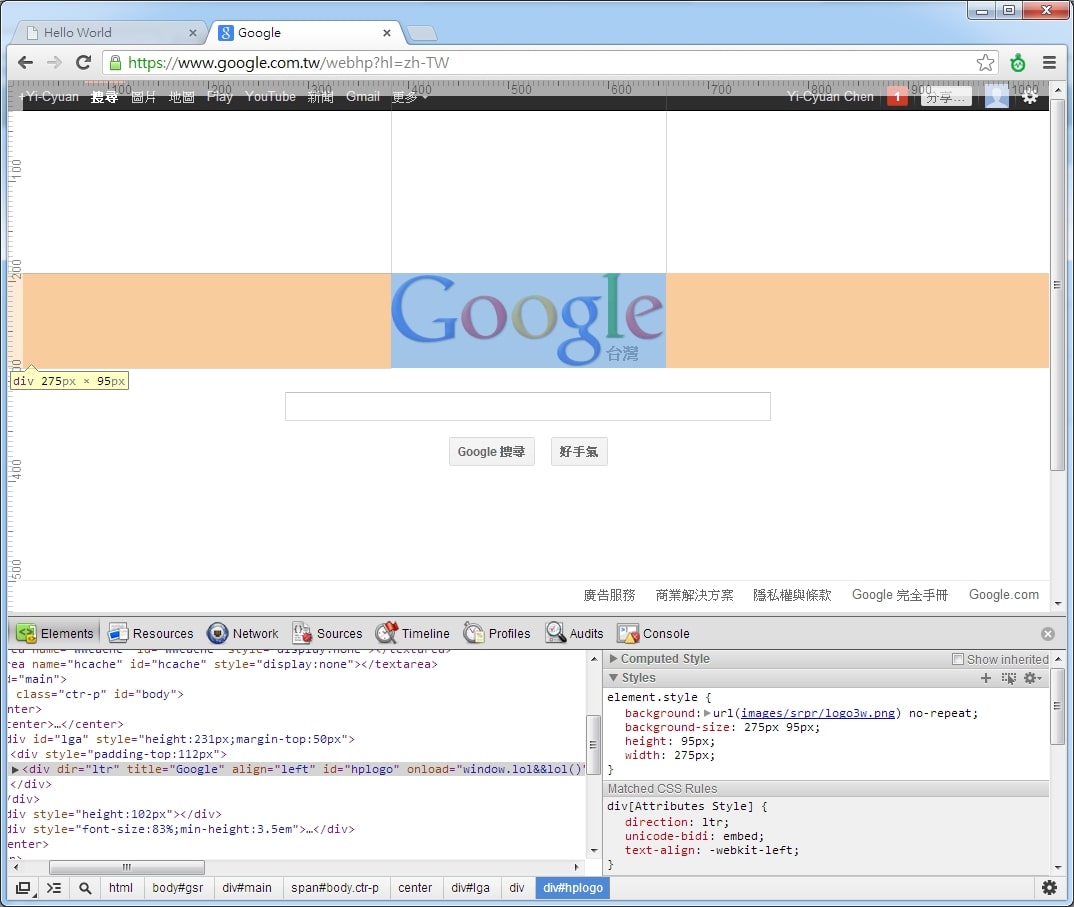 Hello World
Google
https://www.google.com.tw/webhp?hl=zh-TW
100 200 300 400 500 600 700 800 900 1000
+Yi-Cyuan 搜尋 圖片 地圖 Play YouTube 新聞 Gmail 更多 Yi-Cyuan Chen 1 分享...
100
200
Google
台灣
div 275px × 95px
Google 搜尋 好手氣
400
500
廣告服務 商業解決方案 隱私權與條款 Google 完全手冊 Google.com
Elements Resources Network Sources Timeline Profiles Audits Console
rea name="hcache" id="hcache" style="display:none"></textarea>
d="main">
class="ctr-p" id="body">
nter>
center>…</center>
div id="lga" style="height:231px;margin-top:50px">
<div style="padding-top:112px">
▶<div dir="ltr" title="Google" align="left" id="hplogo" onload="window.lol&&lol()"
</div>
/div>
div style="height:102px"></div>
div style="font-size:83%;min-height:3.5em">…</div>
enter>
Computed Style Show inherited
Styles
element.style {
background:▶url(images/srpr/logo3w.png) no-repeat;
background-size: 275px 95px;
height: 95px;
width: 275px;
}
Matched CSS Rules
div[Attributes Style] {
direction: ltr;
unicode-bidi: embed;
text-align: -webkit-left;
}
html body#gsr div#main span#body.ctr-p center div#lga div div#hplogo